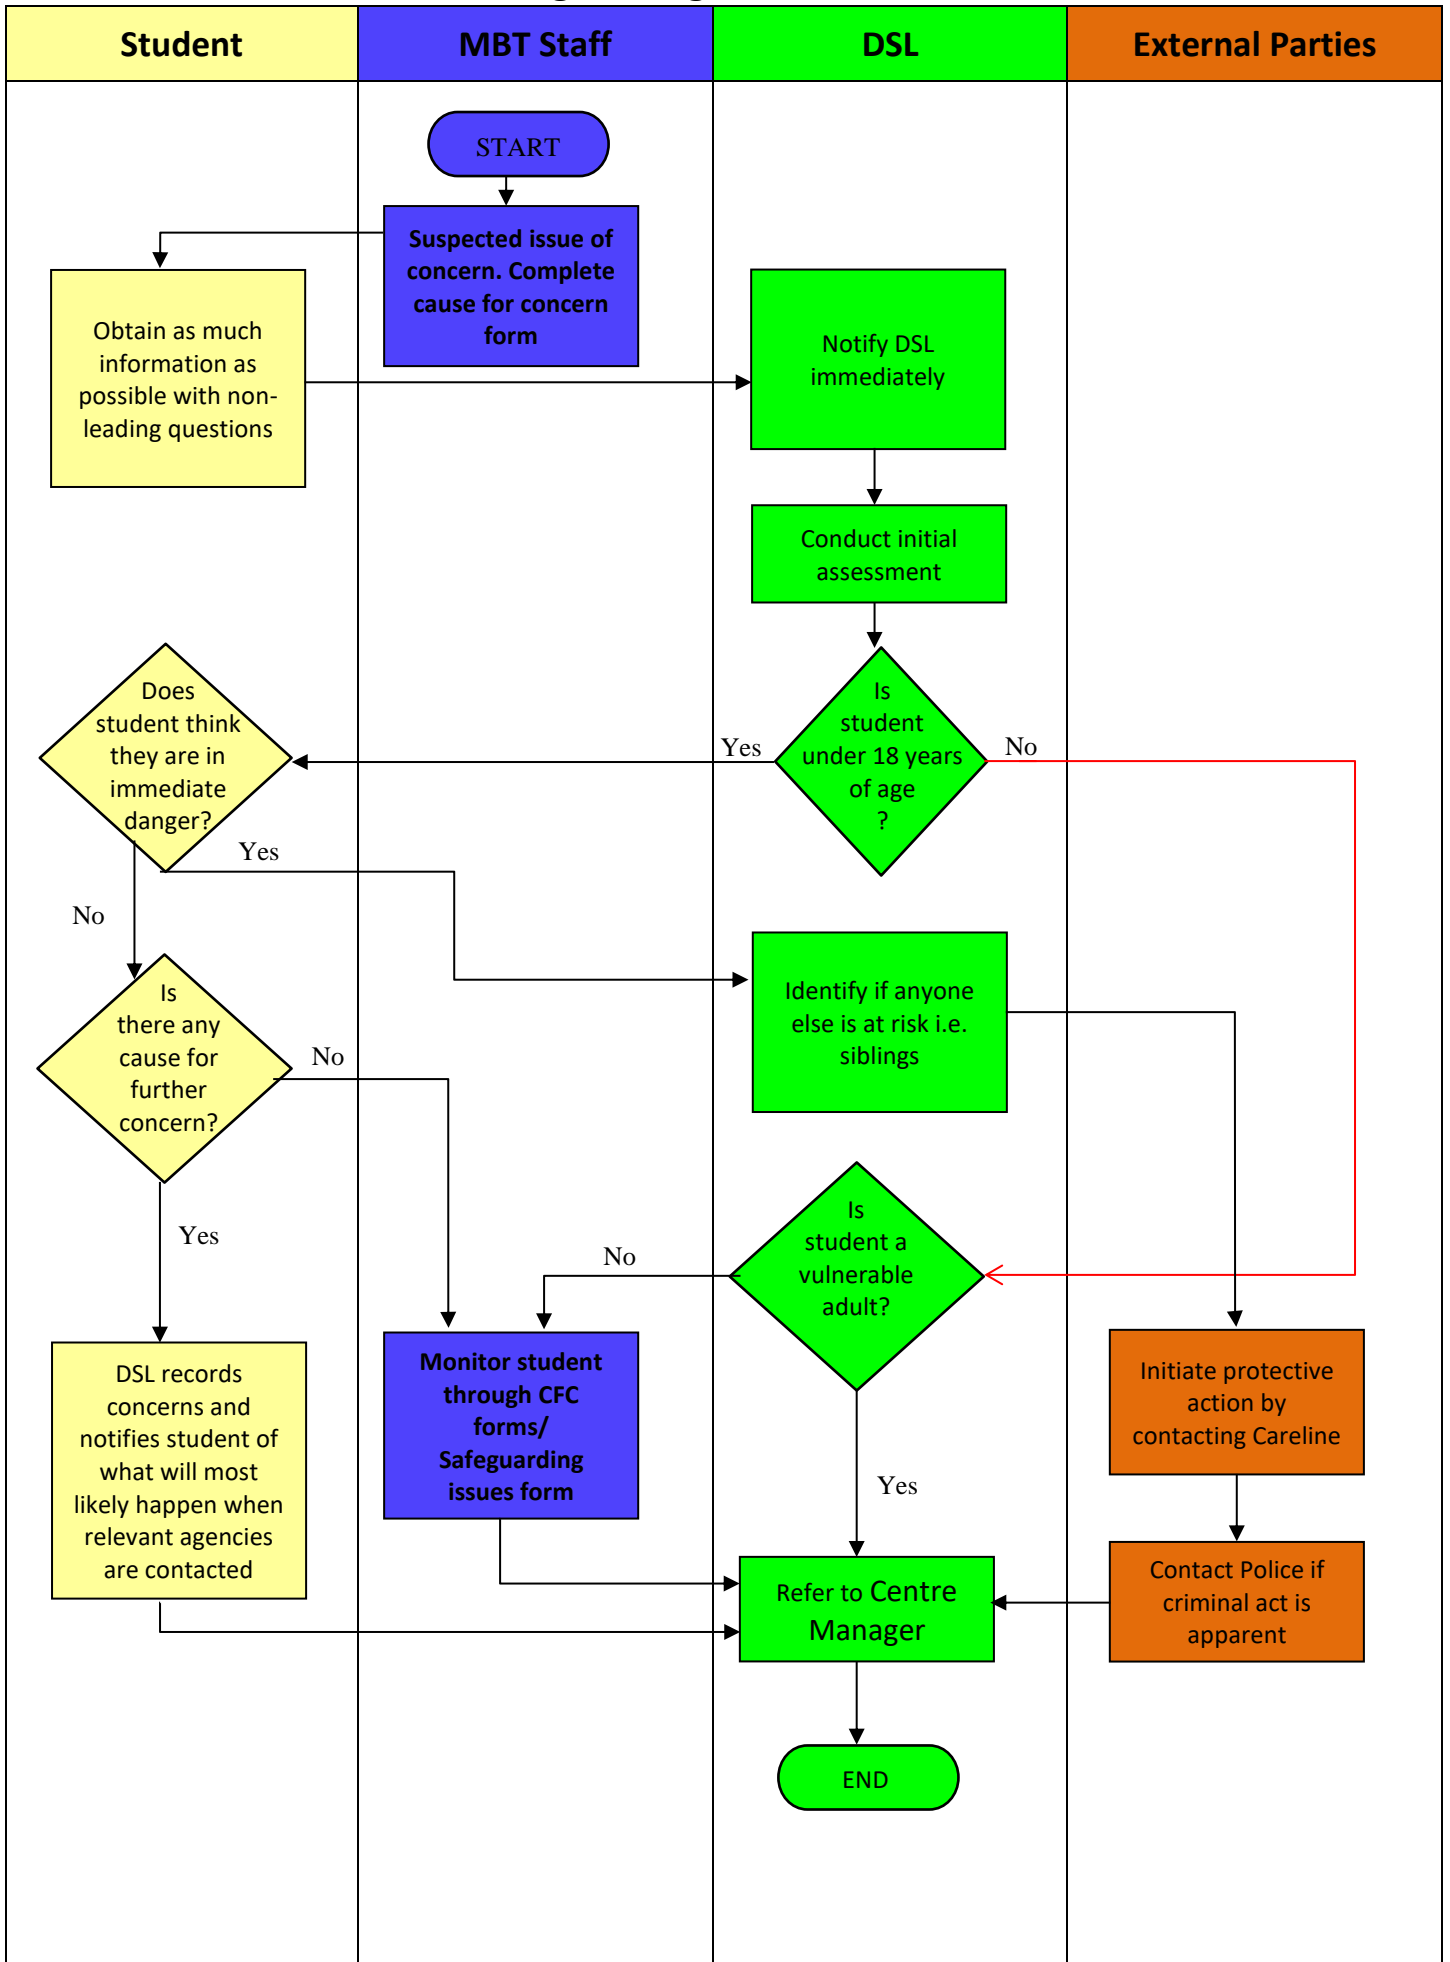 Student
MBT Staff
DSL
External Parties
START
Suspected issue of
concern. Complete
cause for concern
form
Obtain as much
information as
possible with non-
leading questions
Notify DSL
immediately
Conduct initial
assessment
Is
student
under 18 years
of age
?
Yes
No
Does
student think
they are in
immediate
danger?
Yes
No
Identify if anyone
else is at risk i.e.
siblings
Is
there any
cause for
further
concern?
No
Yes
Is
student a
vulnerable
adult?
No
Yes
DSL records
concerns and
notifies student of
what will most
likely happen when
relevant agencies
are contacted
Monitor student
through CFC
forms/
Safeguarding
issues form
Initiate protective
action by
contacting Careline
Contact Police if
criminal act is
apparent
Refer to Centre
Manager
END